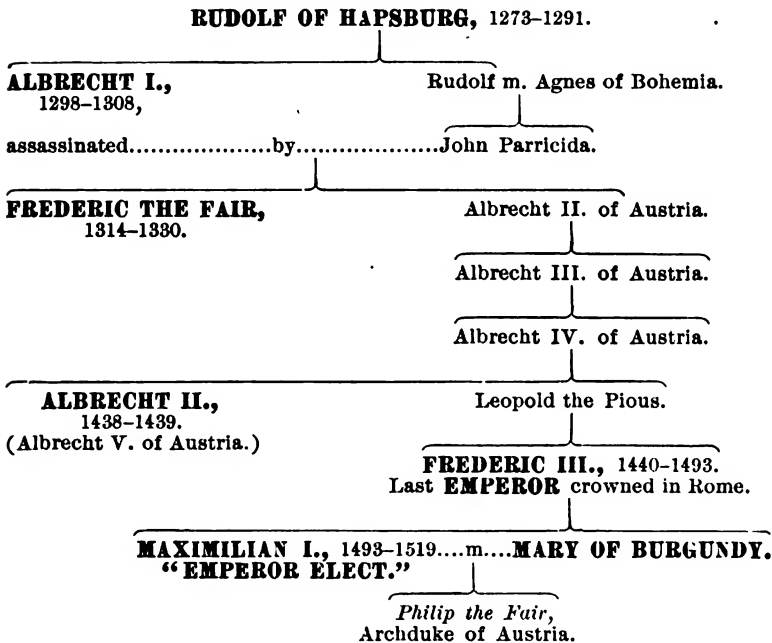 RUDOLF OF HAPSBURG, 1273–1291.
ALBRECHT I., Rudolf m. Agnes of Bohemia.
1298–1308,
assassinated....................by....................John Parricida.
FREDERIC THE FAIR, Albrecht II. of Austria.
1314–1330.
Albrecht III. of Austria.
Albrecht IV. of Austria.
ALBRECHT II., Leopold the Pious.
1438–1439.
(Albrecht V. of Austria.)
FREDERIC III., 1440–1493.
Last EMPEROR crowned in Rome.
MAXIMILIAN I., 1493–1519....m....MARY OF BURGUNDY.
“EMPEROR ELECT.”
Philip the Fair,
Archduke of Austria.